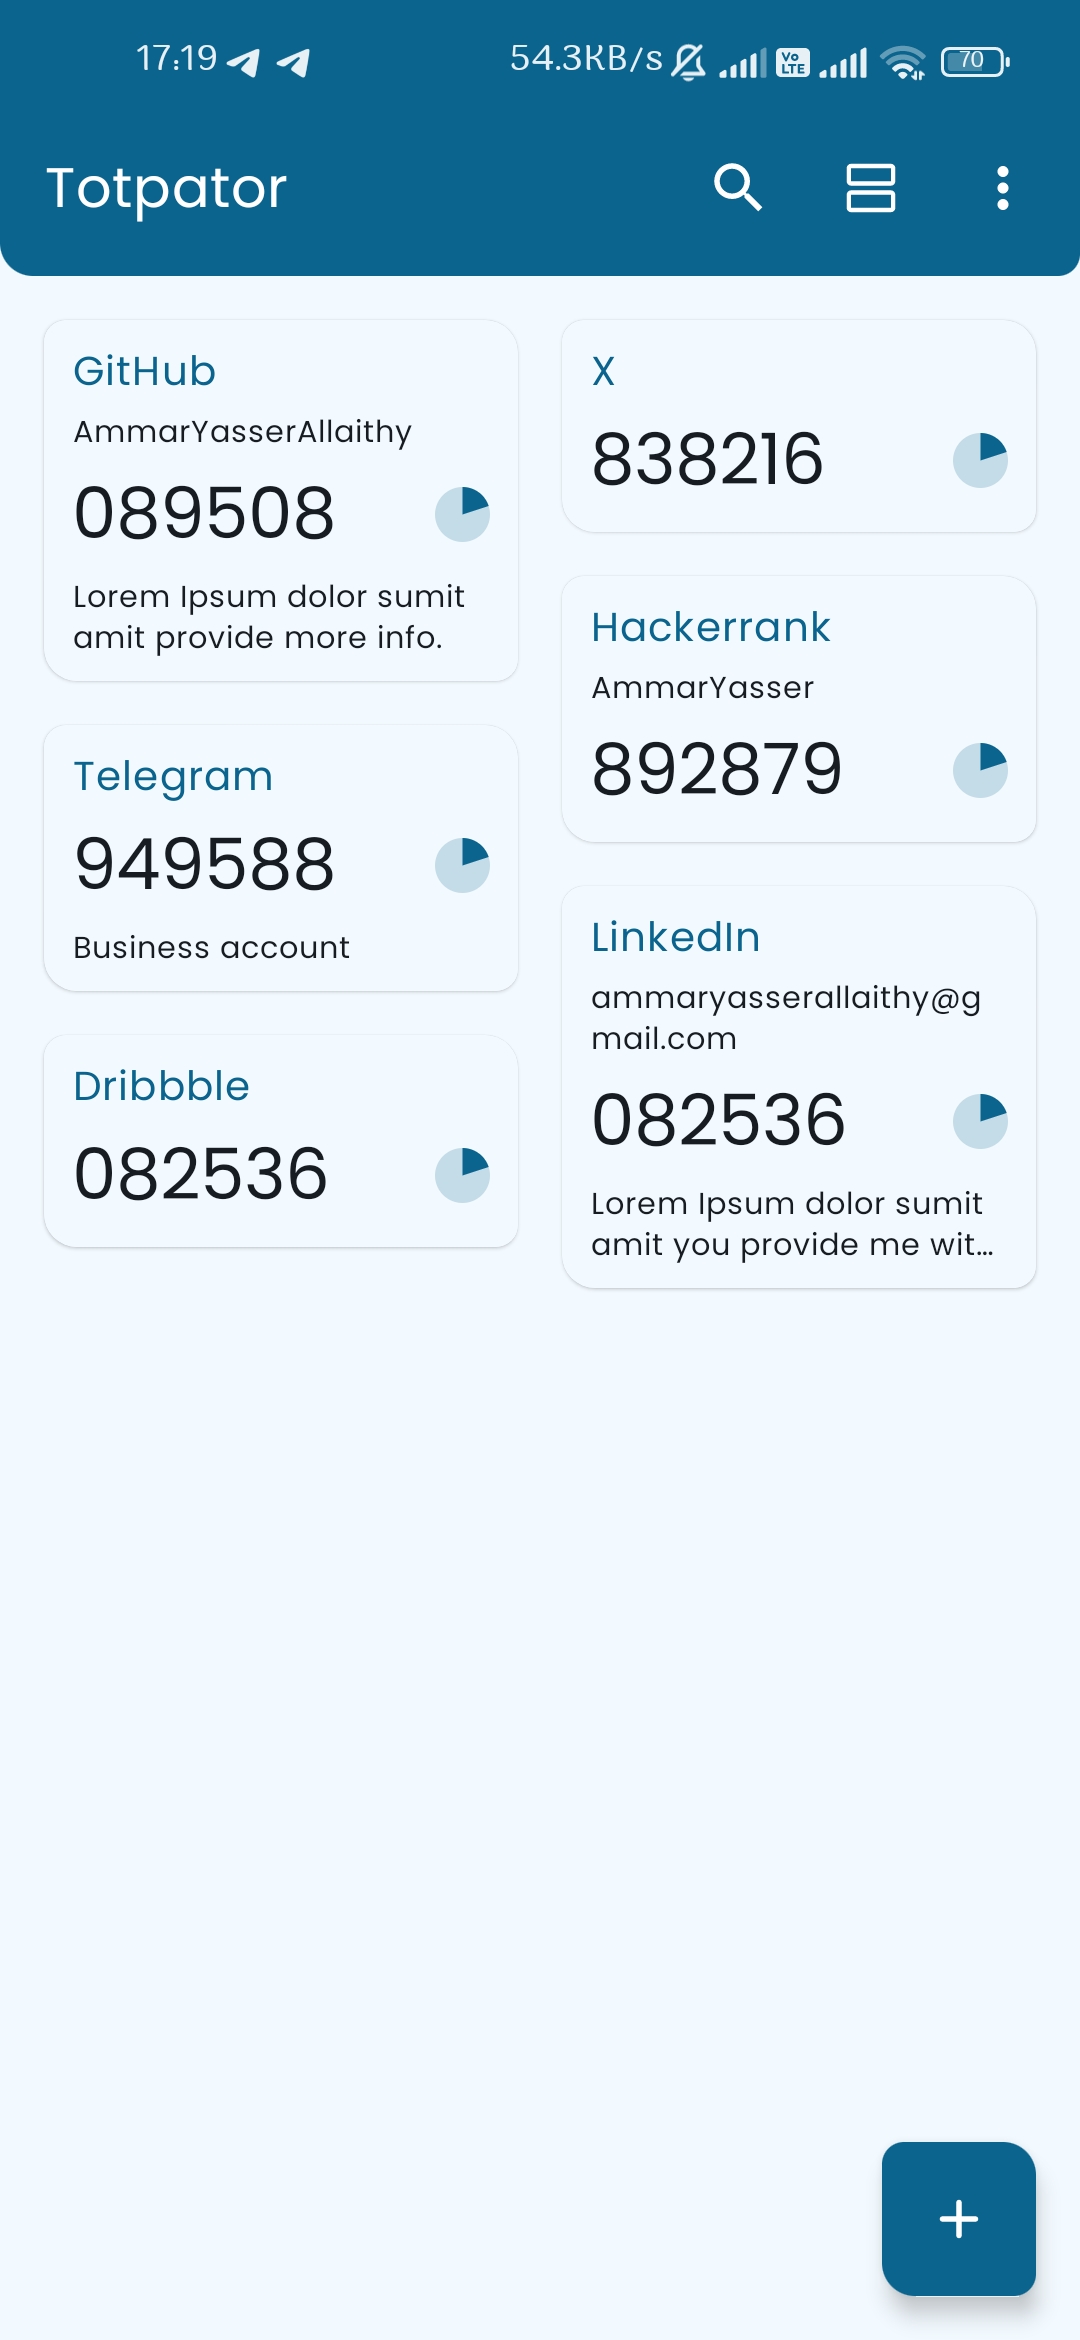 17:19
54.3KB/s
Vo
LTE
70
Totpator
GitHub
AmmarYasserAllaithy
089508
Lorem Ipsum dolor sumit
amit provide more info.
Telegram
949588
Business account
Dribbble
082536
X
838216
Hackerrank
AmmarYasser
892879
LinkedIn
ammaryasserallaithy@g
mail.com
082536
Lorem Ipsum dolor sumit
amit you provide me wit...